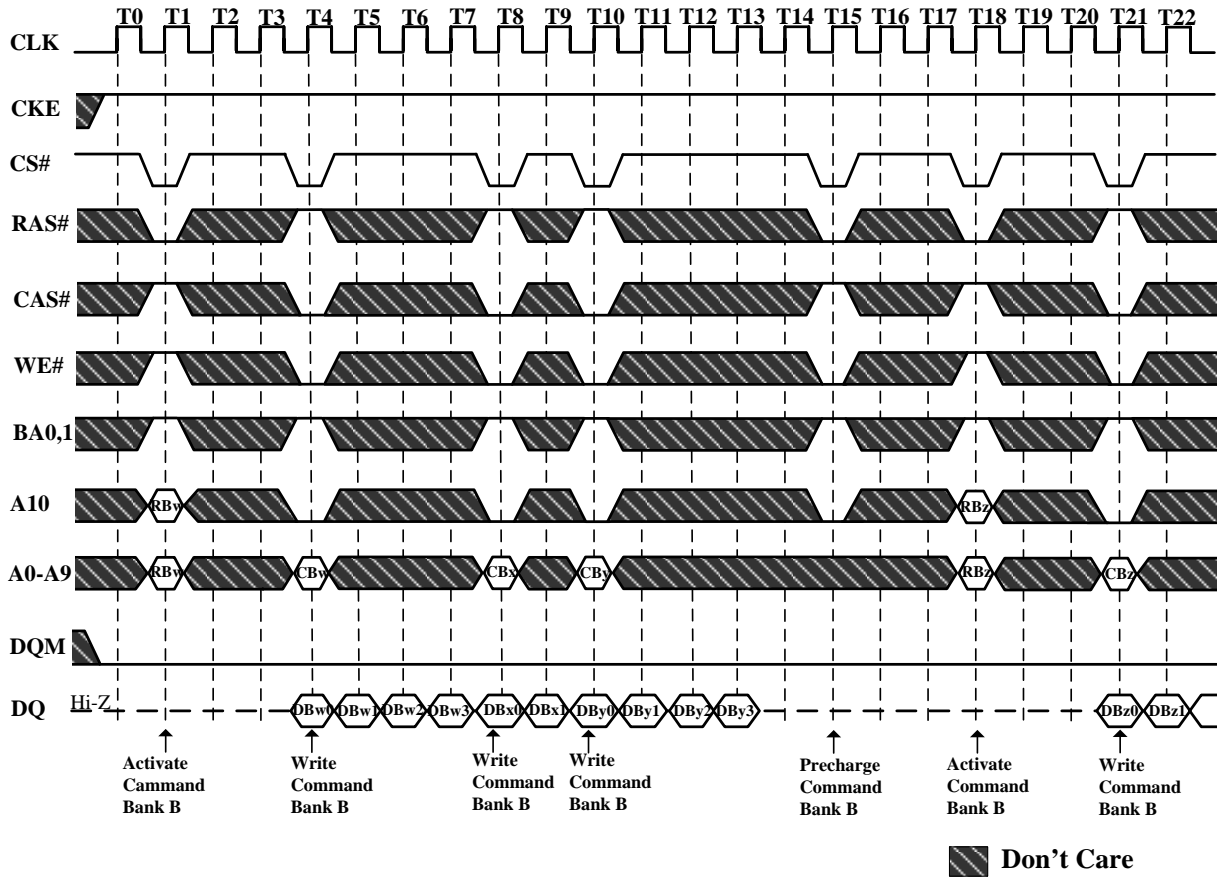 T0 T1 T2 T3 T4 T5 T6 T7 T8 T9 T10 T11 T12 T13 T14 T15 T16 T17 T18 T19 T20 T21 T22
CLK
CKE
CS#
RAS#
CAS#
WE#
BA0,1
A10 RBw RBz
A0-A9 RBw CBw CBx CBy RBz CBz
DQM
DQ Hi-Z DBw0 DBw1 DBw2 DBw3 DBx0 DBx1 DBy0 DBy1 DBy2 DBy3 DBz0 DBz1
Activate
Cammand
Bank B
Write
Command
Bank B
Write
Command
Bank B
Write
Command
Bank B
Precharge
Command
Bank B
Activate
Command
Bank B
Write
Command
Bank B
Don't Care